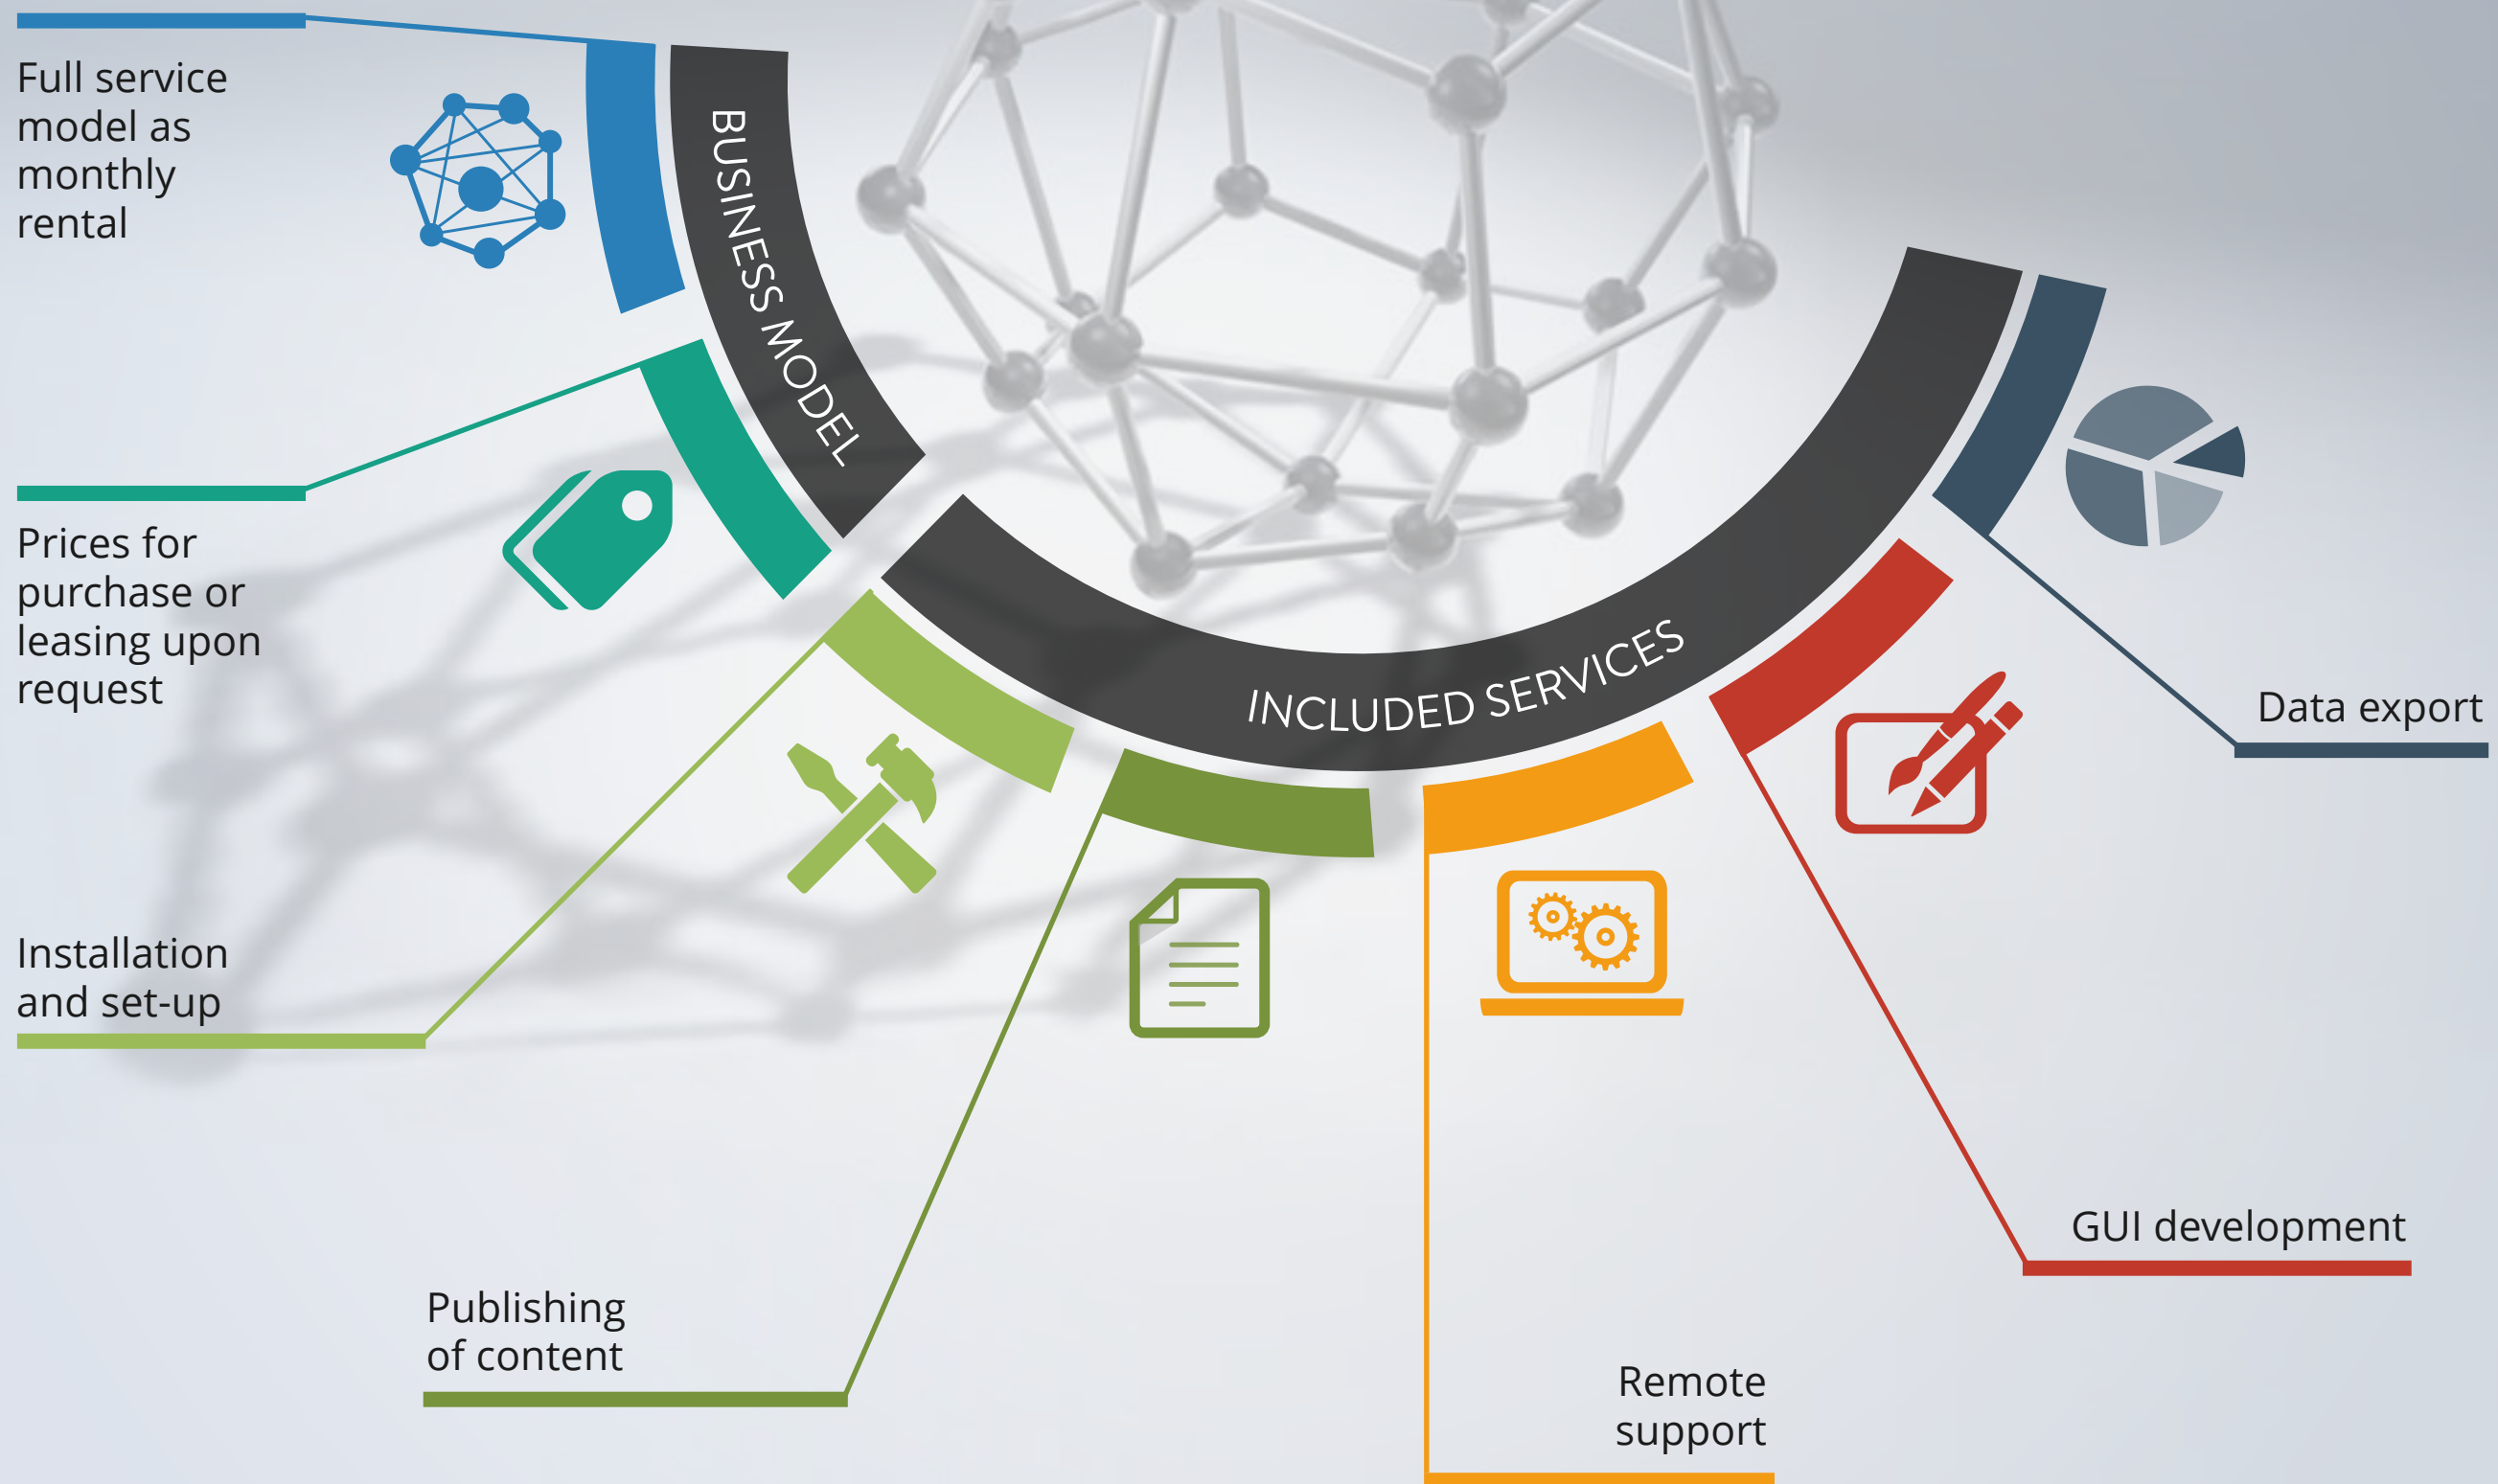 Full service
model as
monthly
rental
BUSINESS MODEL
Prices for
purchase or
leasing upon
request
INCLUDED SERVICES
Installation
and set-up
Publishing
of content
Remote
support
GUI development
Data export